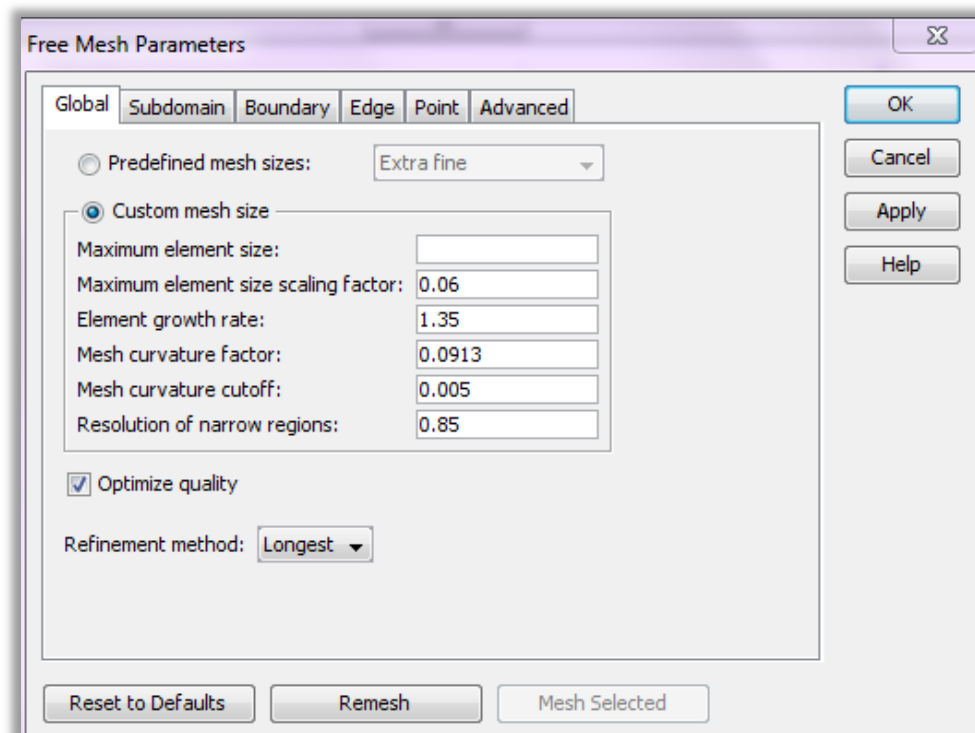 Free Mesh Parameters
Global Subdomain Boundary Edge Point Advanced
OK
Predefined mesh sizes: Extra fine
Cancel
Custom mesh size
Apply
Maximum element size:
Help
Maximum element size scaling factor: 0.06
Element growth rate: 1.35
Mesh curvature factor: 0.0913
Mesh curvature cutoff: 0.005
Resolution of narrow regions: 0.85
Optimize quality
Refinement method: Longest
Reset to Defaults Remesh Mesh Selected